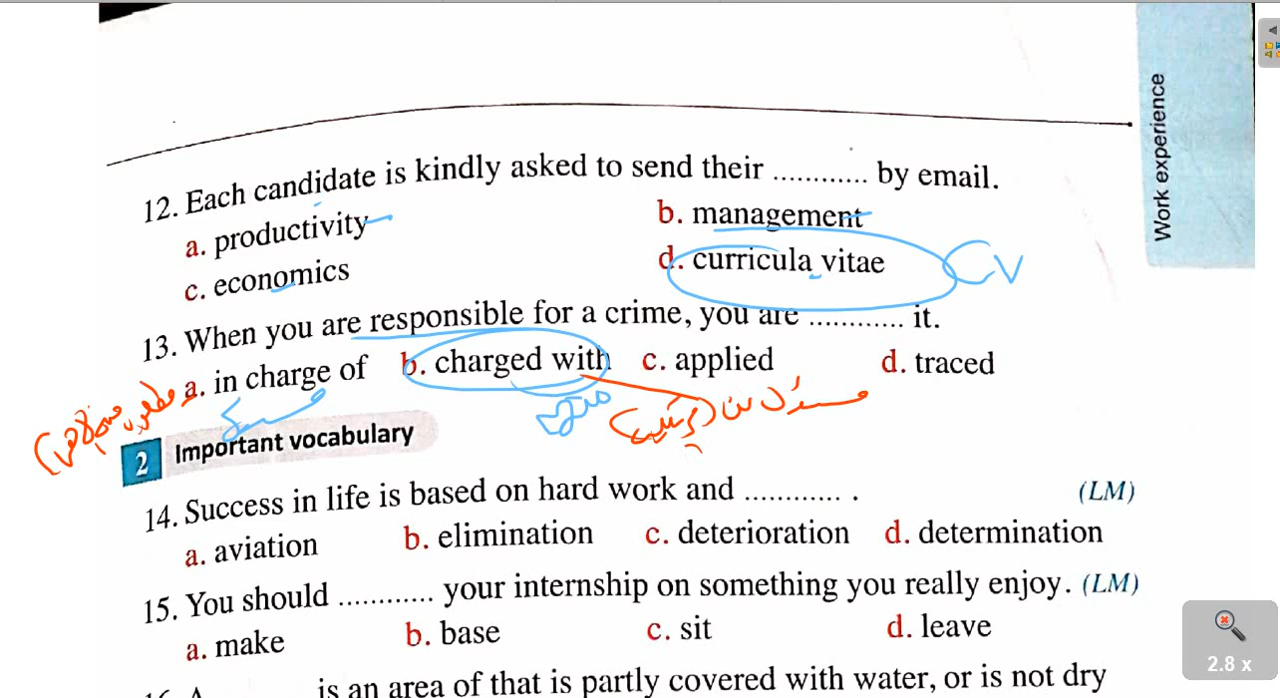 Work experience
12. Each candidate is kindly asked to send their ............ by email.
a. productivity b. management
c. economics d. curricula vitae CV
13. When you are responsible for a crime, you are ............ it.
a. in charge of b. charged with c. applied d. traced
2 Important vocabulary
14. Success in life is based on hard work and ............ . (LM)
a. aviation b. elimination c. deterioration d. determination
15. You should ............ your internship on something you really enjoy. (LM)
a. make b. base c. sit d. leave
is an area of that is partly covered with water, or is not dry
2.8 x